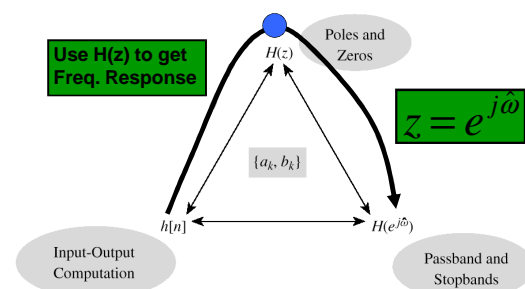 Use H(z) to get
Freq. Response
Poles and
Zeros
H(z)
z = e^{jω̂}
{a_k, b_k}
h[n]
H(e^{jω̂})
Input-Output
Computation
Passband and
Stopbands